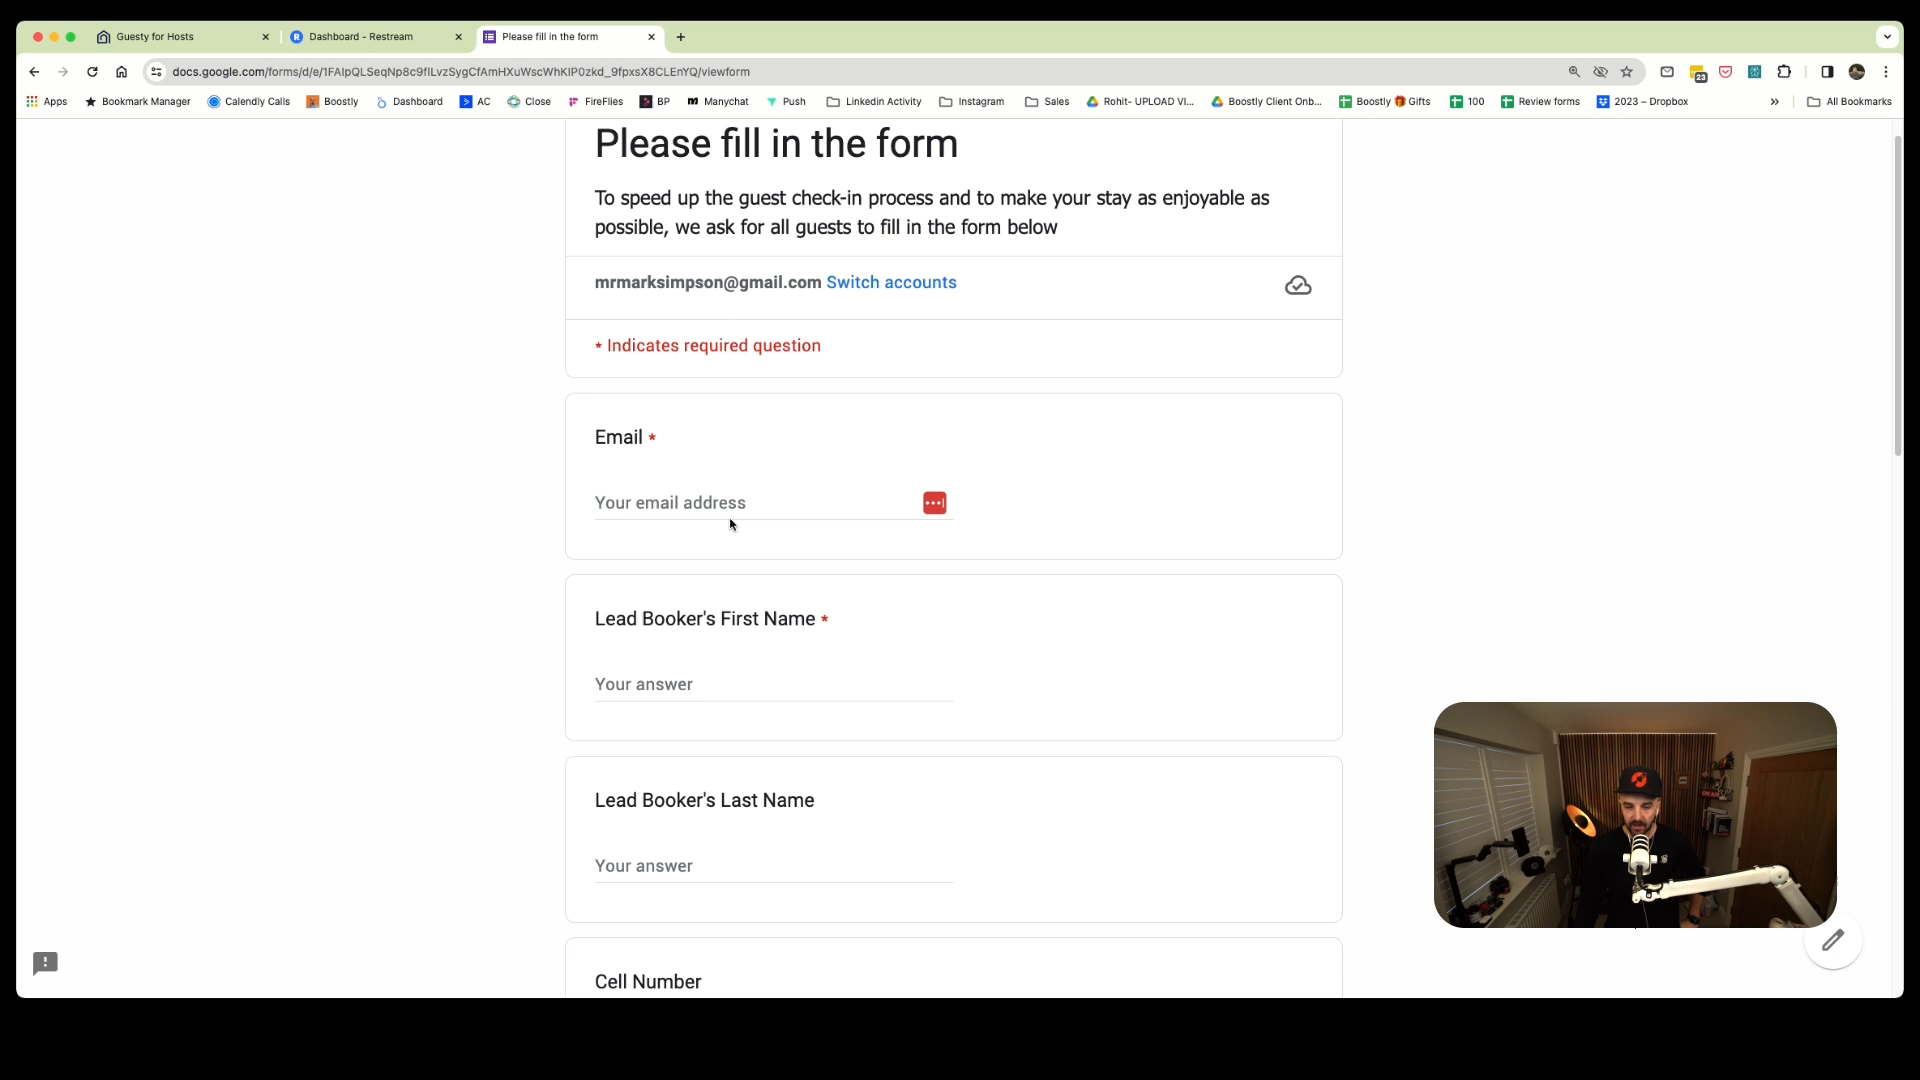 Guesty for Hosts
Dashboard - Restream
Please fill in the form
docs.google.com/forms/d/e/1FAIpQLSeqNp8c9flLvzSygCfAmHXuWscWhKIP0zkd_9fpxsX8CLEnYQ/viewform
23
Apps
Bookmark Manager
Calendly Calls
Boostly
Dashboard
AC
Close
FireFlies
BP
Manychat
Push
Linkedin Activity
Instagram
Sales
Rohit- UPLOAD VI...
Boostly Client Onb...
Boostly 🎁 Gifts
100
Review forms
2023 – Dropbox
All Bookmarks
Please fill in the form
To speed up the guest check-in process and to make your stay as enjoyable as
possible, we ask for all guests to fill in the form below
mrmarksimpson@gmail.com Switch accounts
* Indicates required question
Email *
Your email address
Lead Booker's First Name *
Your answer
Lead Booker's Last Name
Your answer
Cell Number